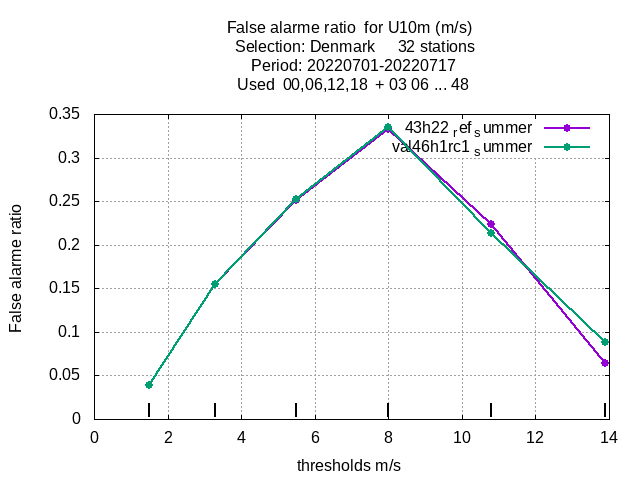 False alarme ratio for U10m (m/s)
Selection: Denmark 32 stations
Period: 20220701-20220717
Used 00,06,12,18 + 03 06 ... 48
0.35
0.3
0.25
0.2
0.15
0.1
0.05
0
False alarme ratio
43h22 ref summer
val46h1rc1 summer
0 2 4 6 8 10 12 14
thresholds m/s